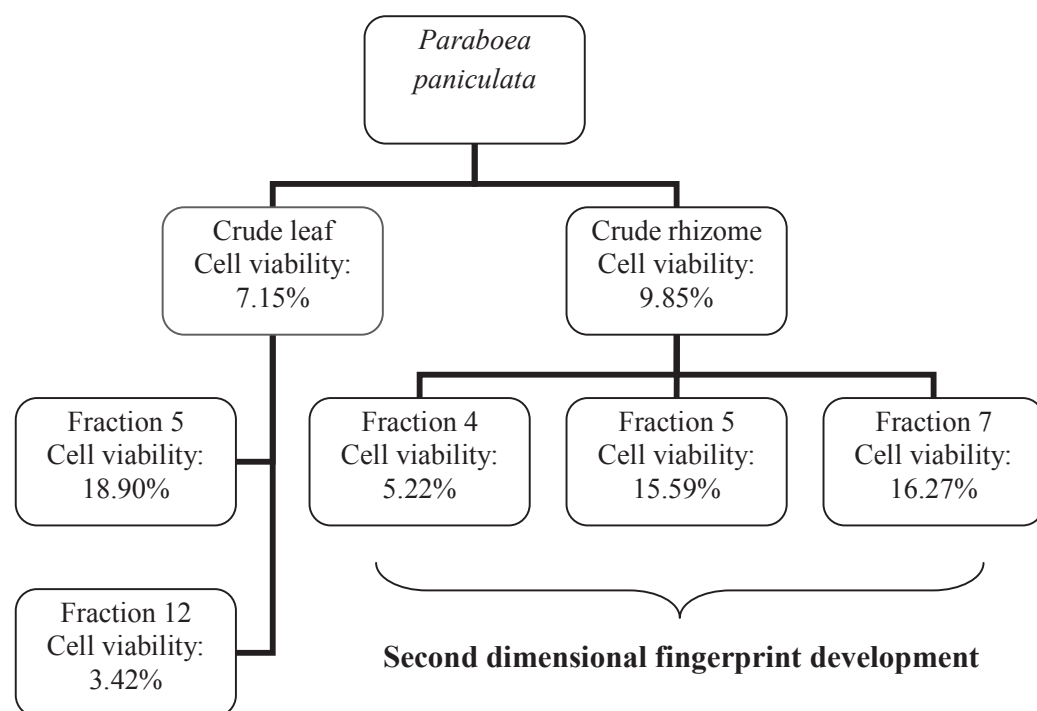 Paraboea
paniculata
Crude leaf
Cell viability:
7.15%
Crude rhizome
Cell viability:
9.85%
Fraction 5
Cell viability:
18.90%
Fraction 4
Cell viability:
5.22%
Fraction 5
Cell viability:
15.59%
Fraction 7
Cell viability:
16.27%
Fraction 12
Cell viability:
3.42%
Second dimensional fingerprint development